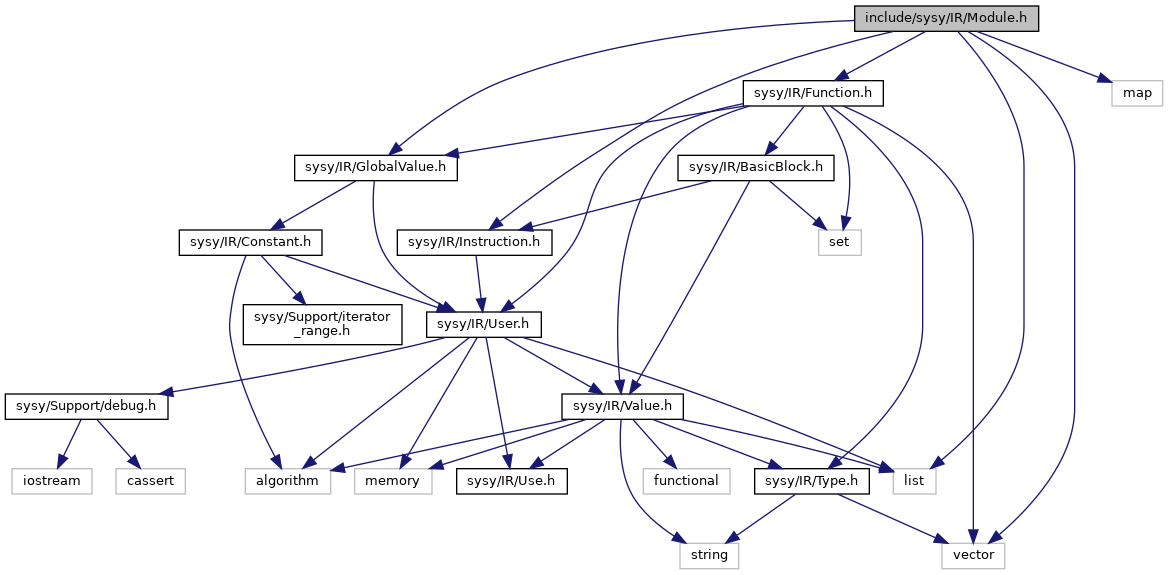 include/sysy/IR/Module.h
sysy/IR/Function.h
map
sysy/IR/GlobalValue.h
sysy/IR/BasicBlock.h
sysy/IR/Constant.h
sysy/IR/Instruction.h
set
sysy/Support/iterator
_range.h
sysy/IR/User.h
sysy/Support/debug.h
sysy/IR/Value.h
iostream
cassert
algorithm
memory
sysy/IR/Use.h
functional
sysy/IR/Type.h
list
string
vector